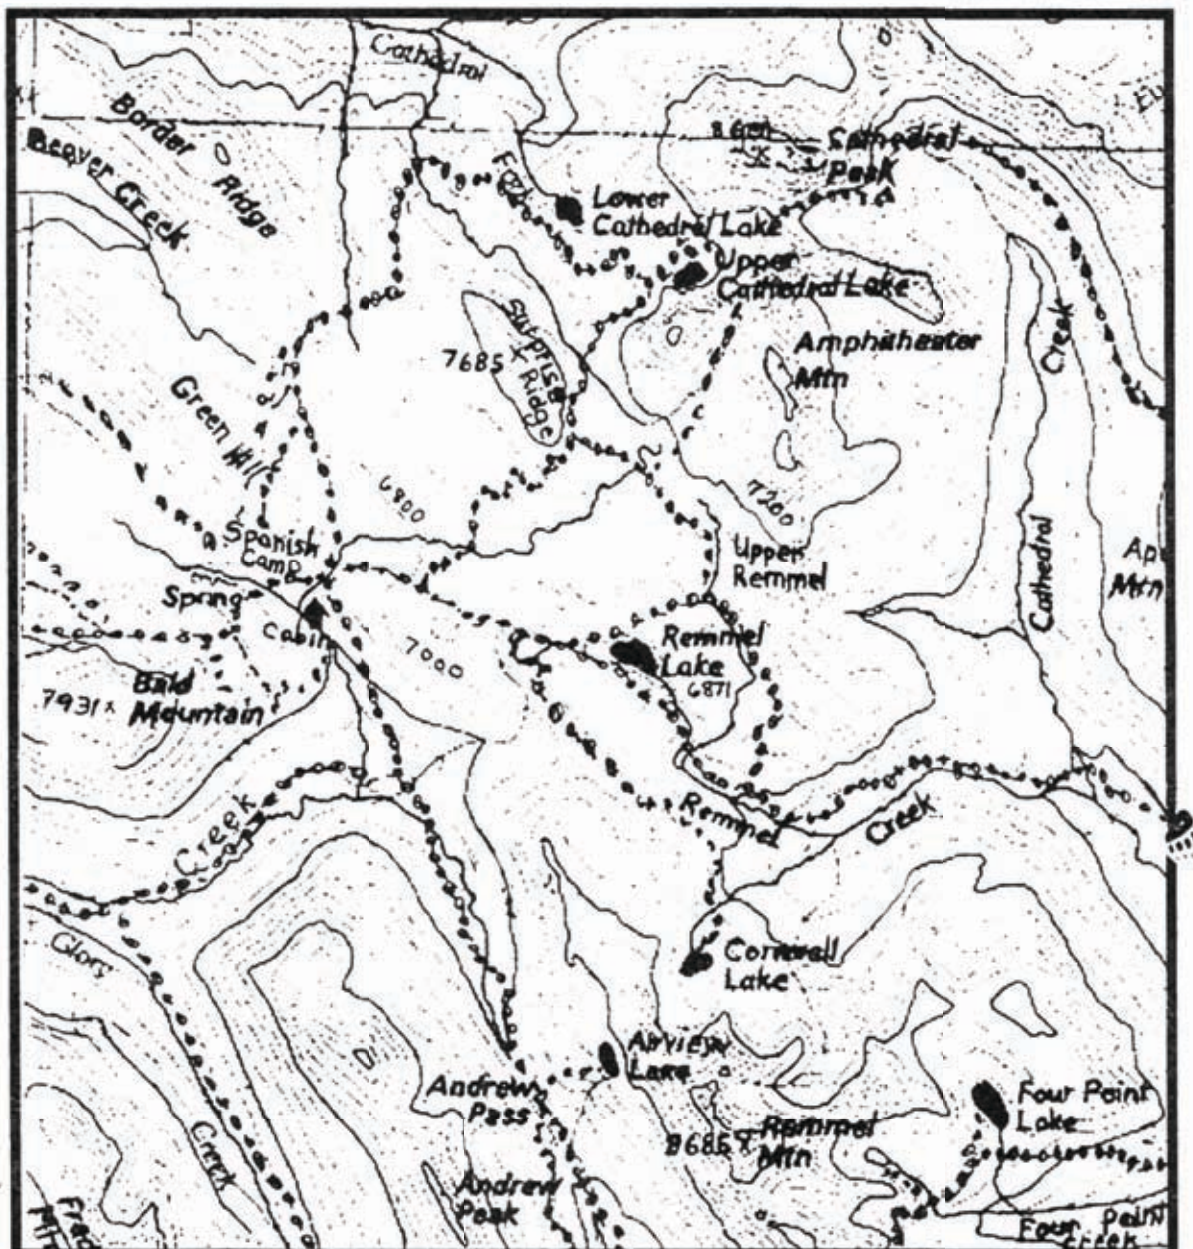 Cathedral
Border
Ridge
Beaver Creek
Fork
Cathedral
Peak
Lower
Cathedral Lake
Upper
Cathedral Lake
Surprise
Ridge
7685
Amphitheater
Mtn
Creek
Green Hill
6800
7200
Spanish
Camp
Upper
Remmel
Cathedral
Ap
Mtn
Spring
Cabin
7000
Remmel
Lake
6871
Bald
Mountain
7931
Creek
Remmel
Creek
Glory
Cornwall
Lake
Airview
Lake
Andrew
Pass
Four Point
Lake
8685
Remmel
Mtn
Creek
Andrew
Peak
Four Point
Creek